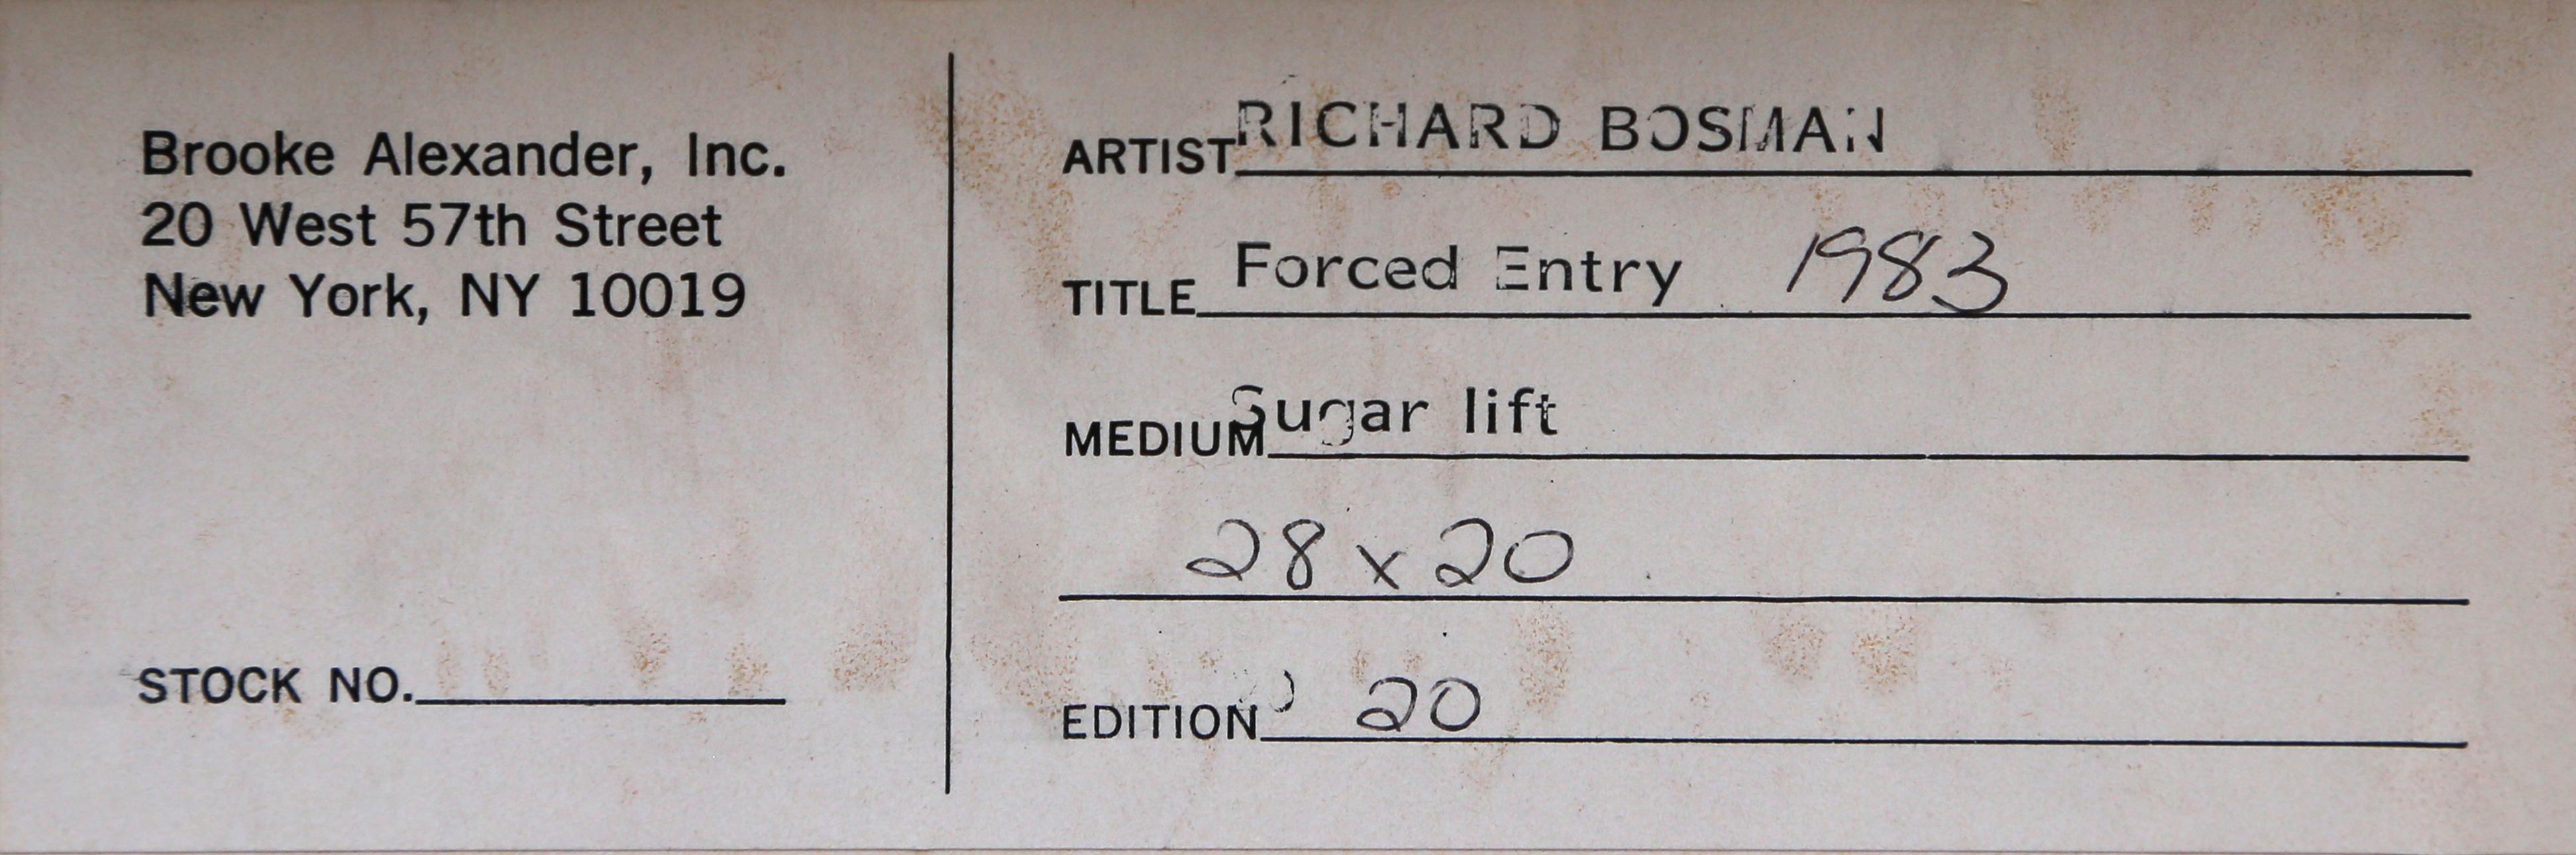 Brooke Alexander, Inc.
20 West 57th Street
New York, NY 10019
STOCK NO.
ARTIST RICHARD BOSMAN
TITLE Forced Entry 1983
MEDIUM Sugar lift
28 x 20
EDITION 20